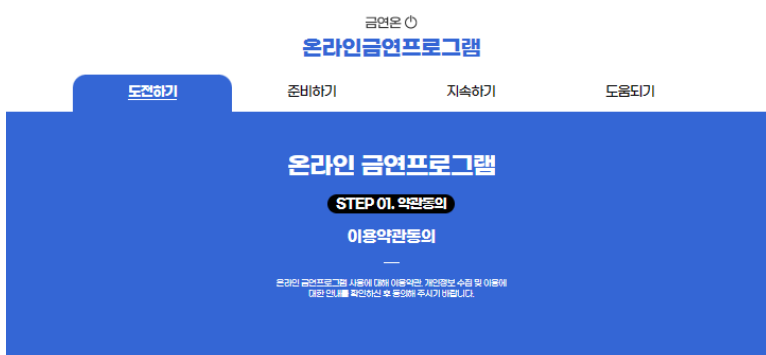 금연온
온라인금연프로그램
도전하기 준비하기 지속하기 도움되기
온라인 금연프로그램
STEP 01. 약관동의
이용약관동의
온라인 금연프로그램 사용에 대해 이용약관, 개인정보 수집 및 이용에
대한 안내를 확인하신 후 동의해 주시기 바랍니다.